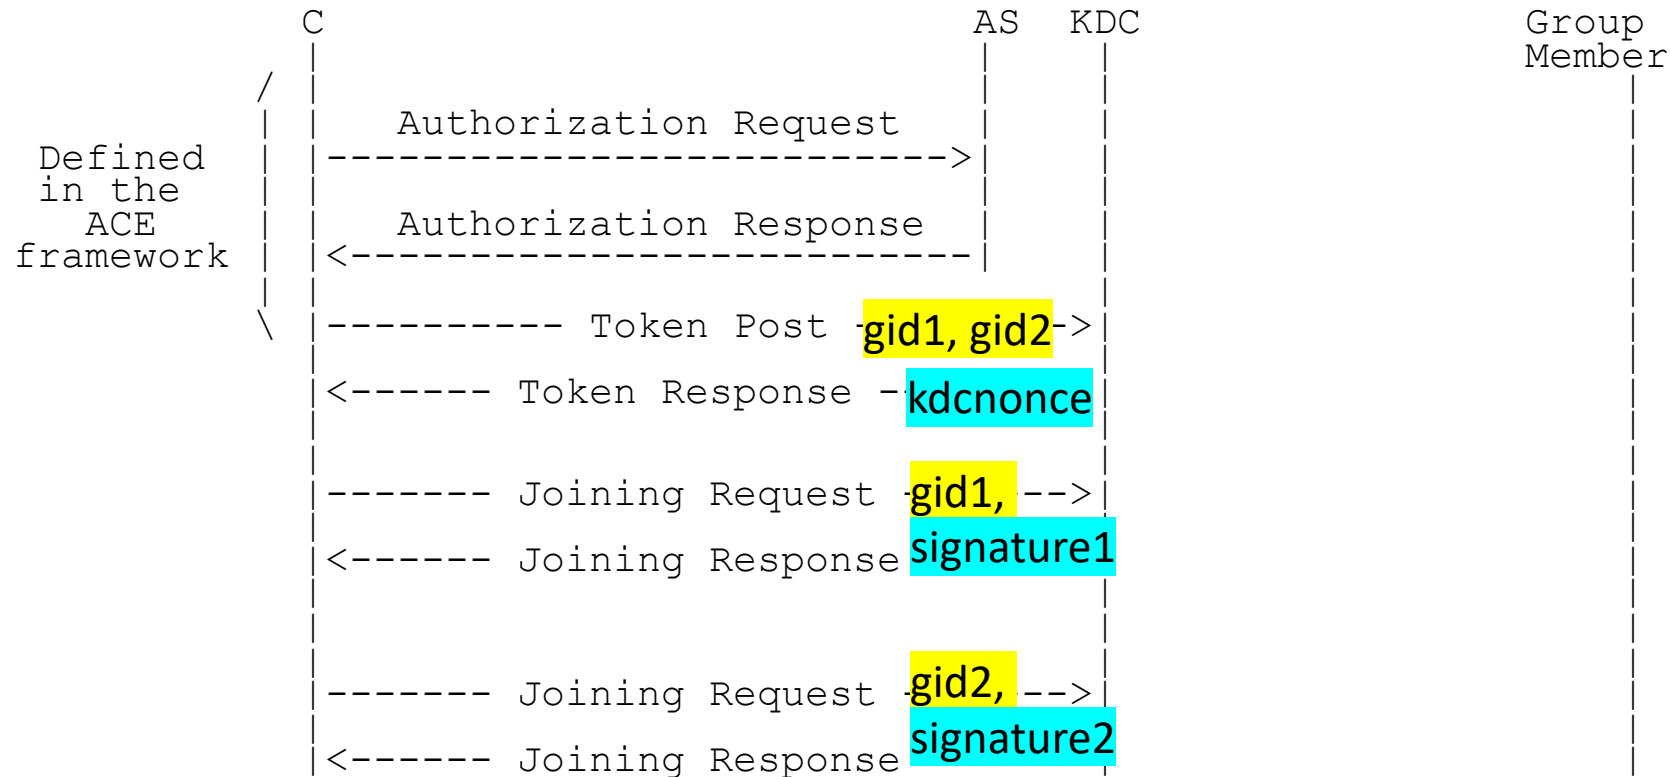 C AS KDC Group
Member
Authorization Request
Defined
in the
ACE
framework
Authorization Response
Token Post gid1, gid2
Token Response kdcnonce
Joining Request gid1,
signature1
Joining Response
Joining Request gid2,
signature2
Joining Response